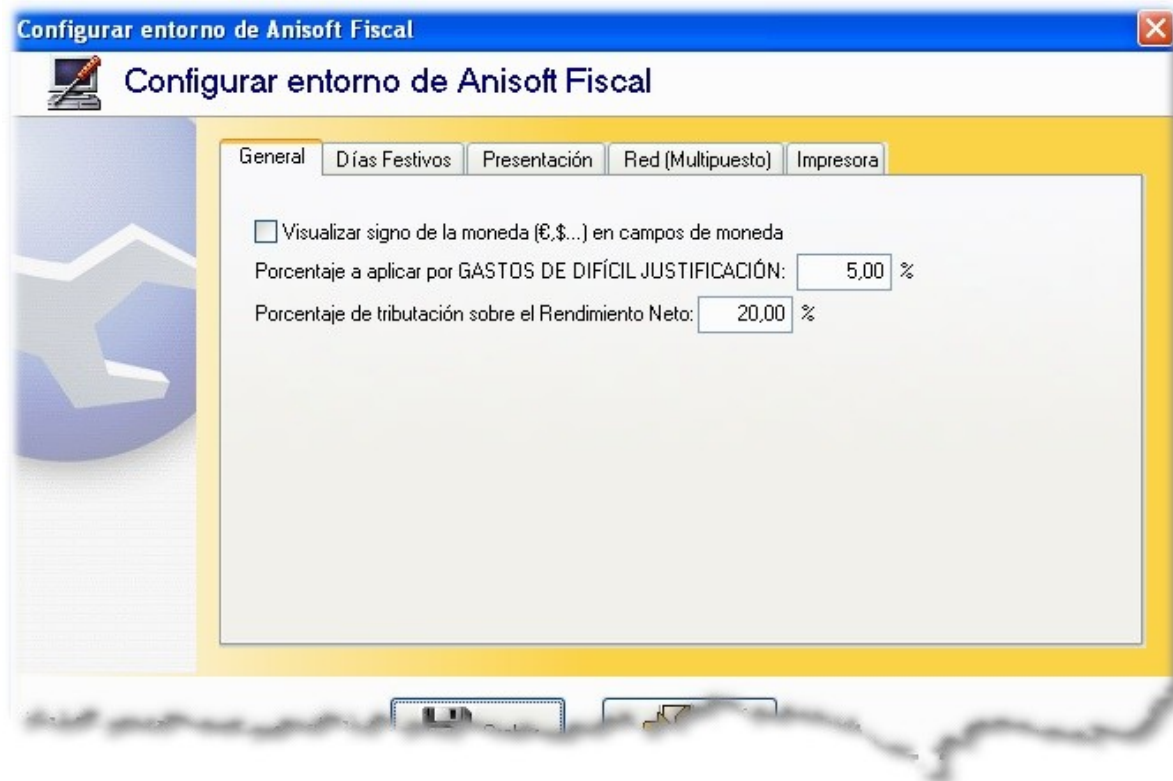 Configurar entorno de Anisoft Fiscal
Configurar entorno de Anisoft Fiscal
General Días Festivos Presentación Red (Multipuesto) Impresora
Visualizar signo de la moneda (€,$...) en campos de moneda
Porcentaje a aplicar por GASTOS DE DIFÍCIL JUSTIFICACIÓN: 5,00 %
Porcentaje de tributación sobre el Rendimiento Neto: 20,00 %